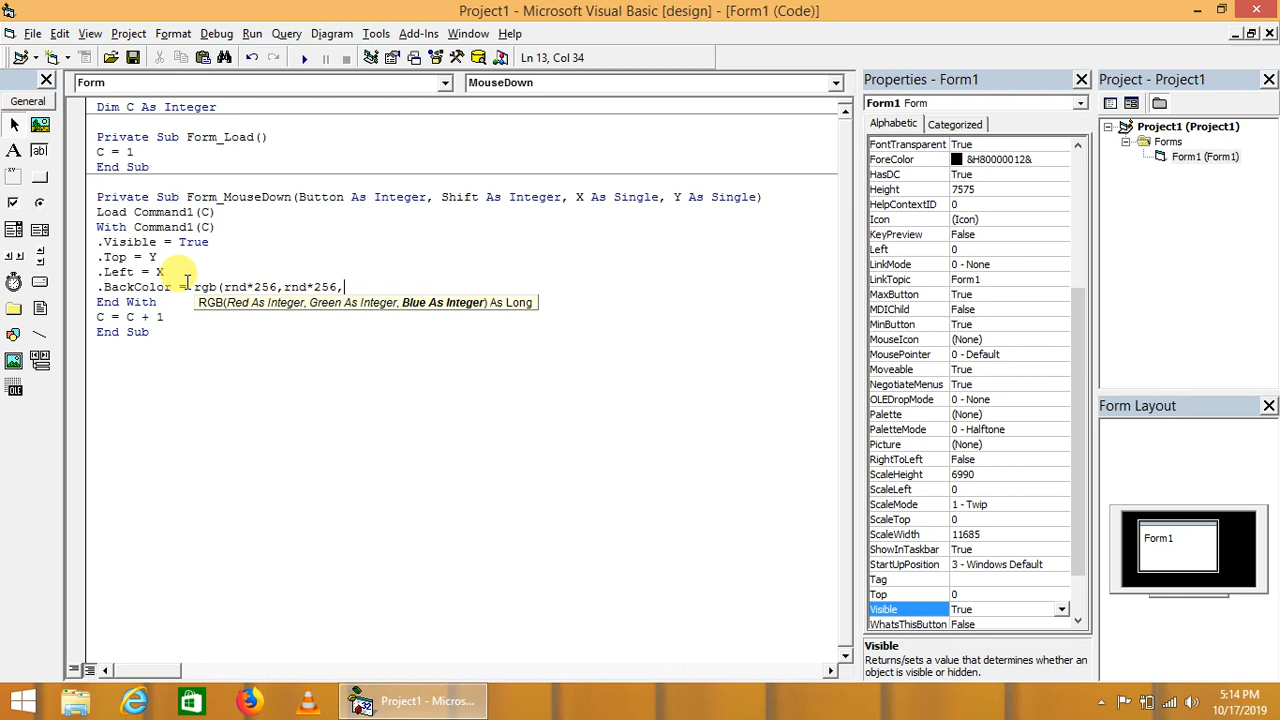 Project1 - Microsoft Visual Basic [design] - [Form1 (Code)]
File Edit View Project Format Debug Run Query Diagram Tools Add-Ins Window Help
Ln 13, Col 34
General
Form
MouseDown
Dim C As Integer
Private Sub Form_Load()
C = 1
End Sub
Private Sub Form_MouseDown(Button As Integer, Shift As Integer, X As Single, Y As Single)
Load Command1(C)
With Command1(C)
.Visible = True
.Top = Y
.Left = X
.BackColor = rgb(rnd*256,rnd*256,
RGB(Red As Integer, Green As Integer, Blue As Integer) As Long
End With
C = C + 1
End Sub
Properties - Form1
Form1 Form
Alphabetic Categorized
FontTransparent True
ForeColor &H80000012&
HasDC True
Height 7575
HelpContextID 0
Icon (Icon)
KeyPreview False
Left 0
LinkMode 0 - None
LinkTopic Form1
MaxButton True
MDIChild False
MinButton True
MouseIcon (None)
MousePointer 0 - Default
Moveable True
NegotiateMenus True
OLEDropMode 0 - None
Palette (None)
PaletteMode 0 - Halftone
Picture (None)
RightToLeft False
ScaleHeight 6990
ScaleLeft 0
ScaleMode 1 - Twip
ScaleTop 0
ScaleWidth 11685
ShowInTaskbar True
StartUpPosition 3 - Windows Default
Tag
Top 0
Visible True
WhatsThisButton False
Visible
Returns/sets a value that determines whether an
object is visible or hidden.
Project - Project1
Project1 (Project1)
Forms
Form1 (Form1)
Form Layout
Form1
Project1 - Micros...
5:14 PM
10/17/2019